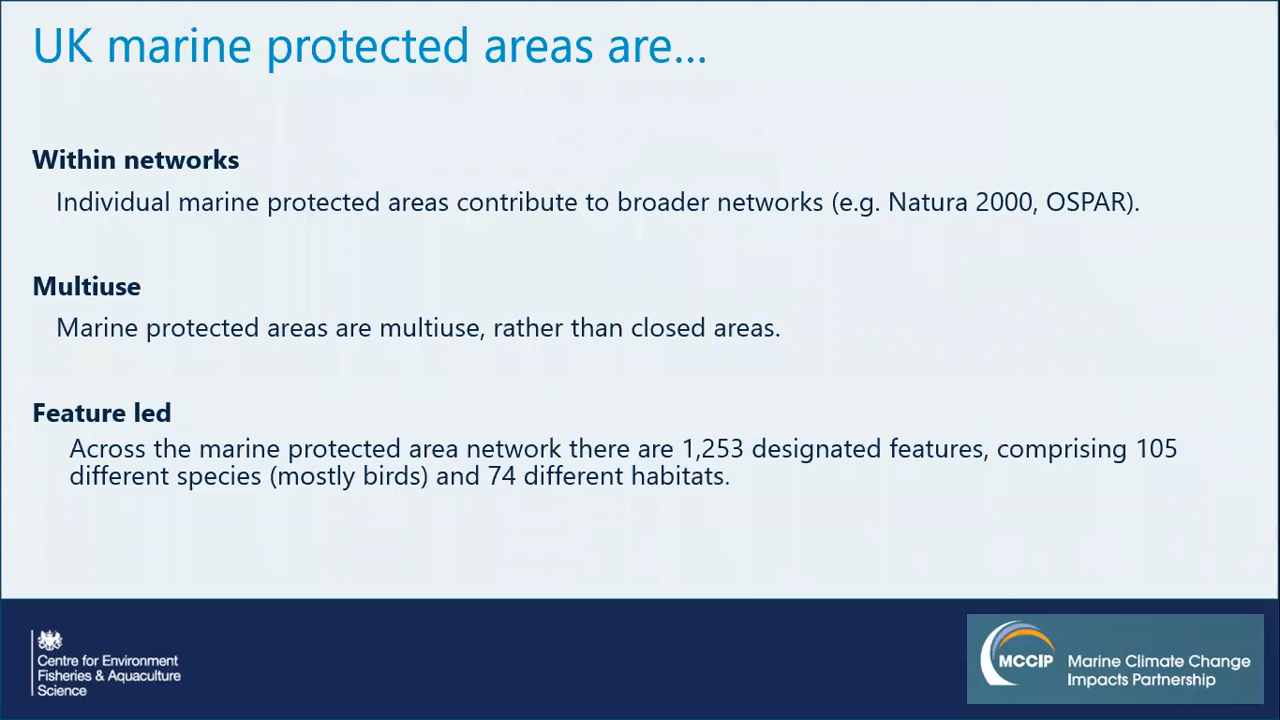 UK marine protected areas are...
Within networks
Individual marine protected areas contribute to broader networks (e.g. Natura 2000, OSPAR).
Multiuse
Marine protected areas are multiuse, rather than closed areas.
Feature led
Across the marine protected area network there are 1,253 designated features, comprising 105
different species (mostly birds) and 74 different habitats.
Centre for Environment
Fisheries & Aquaculture
Science
MCCIP
Marine Climate Change
Impacts Partnership